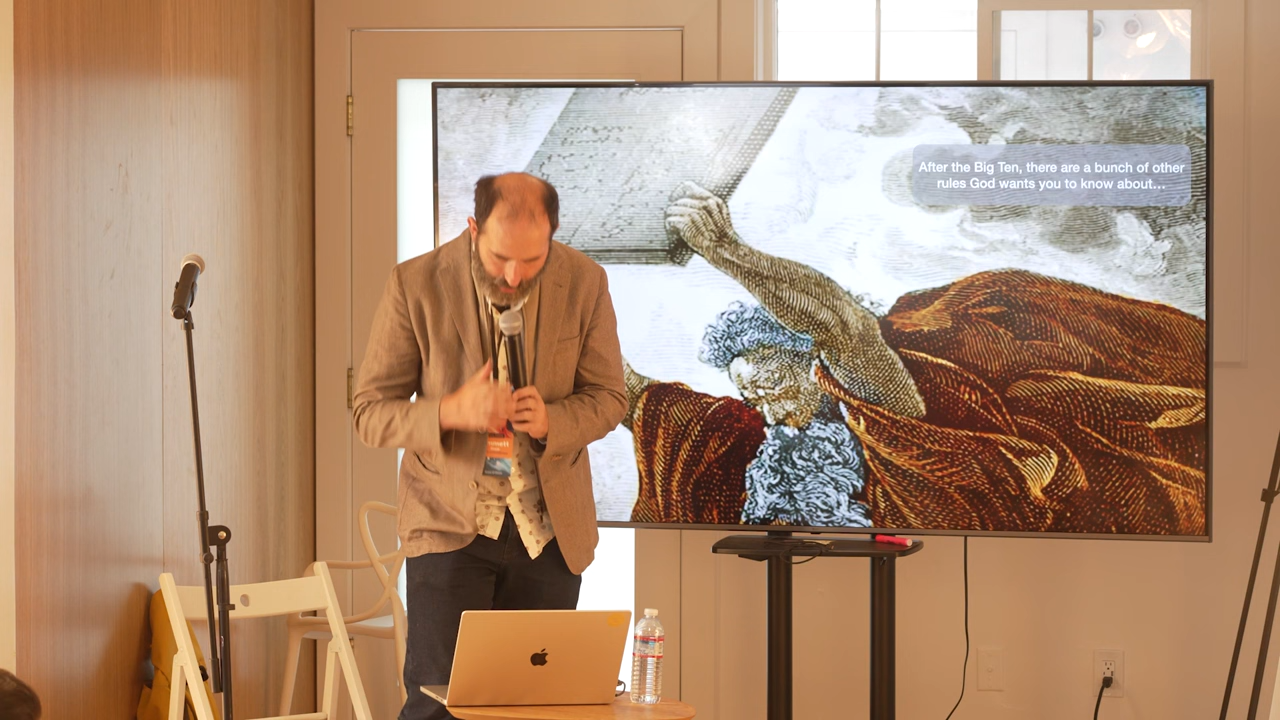 After the Big Ten, there are a bunch of other
rules God wants you to know about...